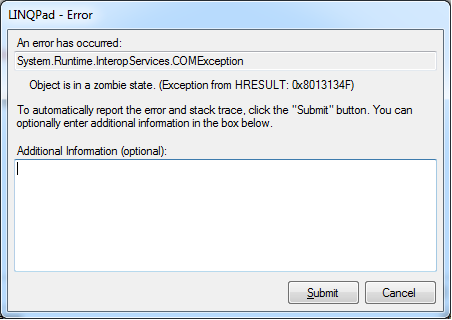 LINQPad - Error
An error has occurred:
System.Runtime.InteropServices.COMException
Object is in a zombie state. (Exception from HRESULT: 0x8013134F)
To automatically report the error and stack trace, click the "Submit" button. You can
optionally enter additional information in the box below.
Additional Information (optional):
Submit Cancel